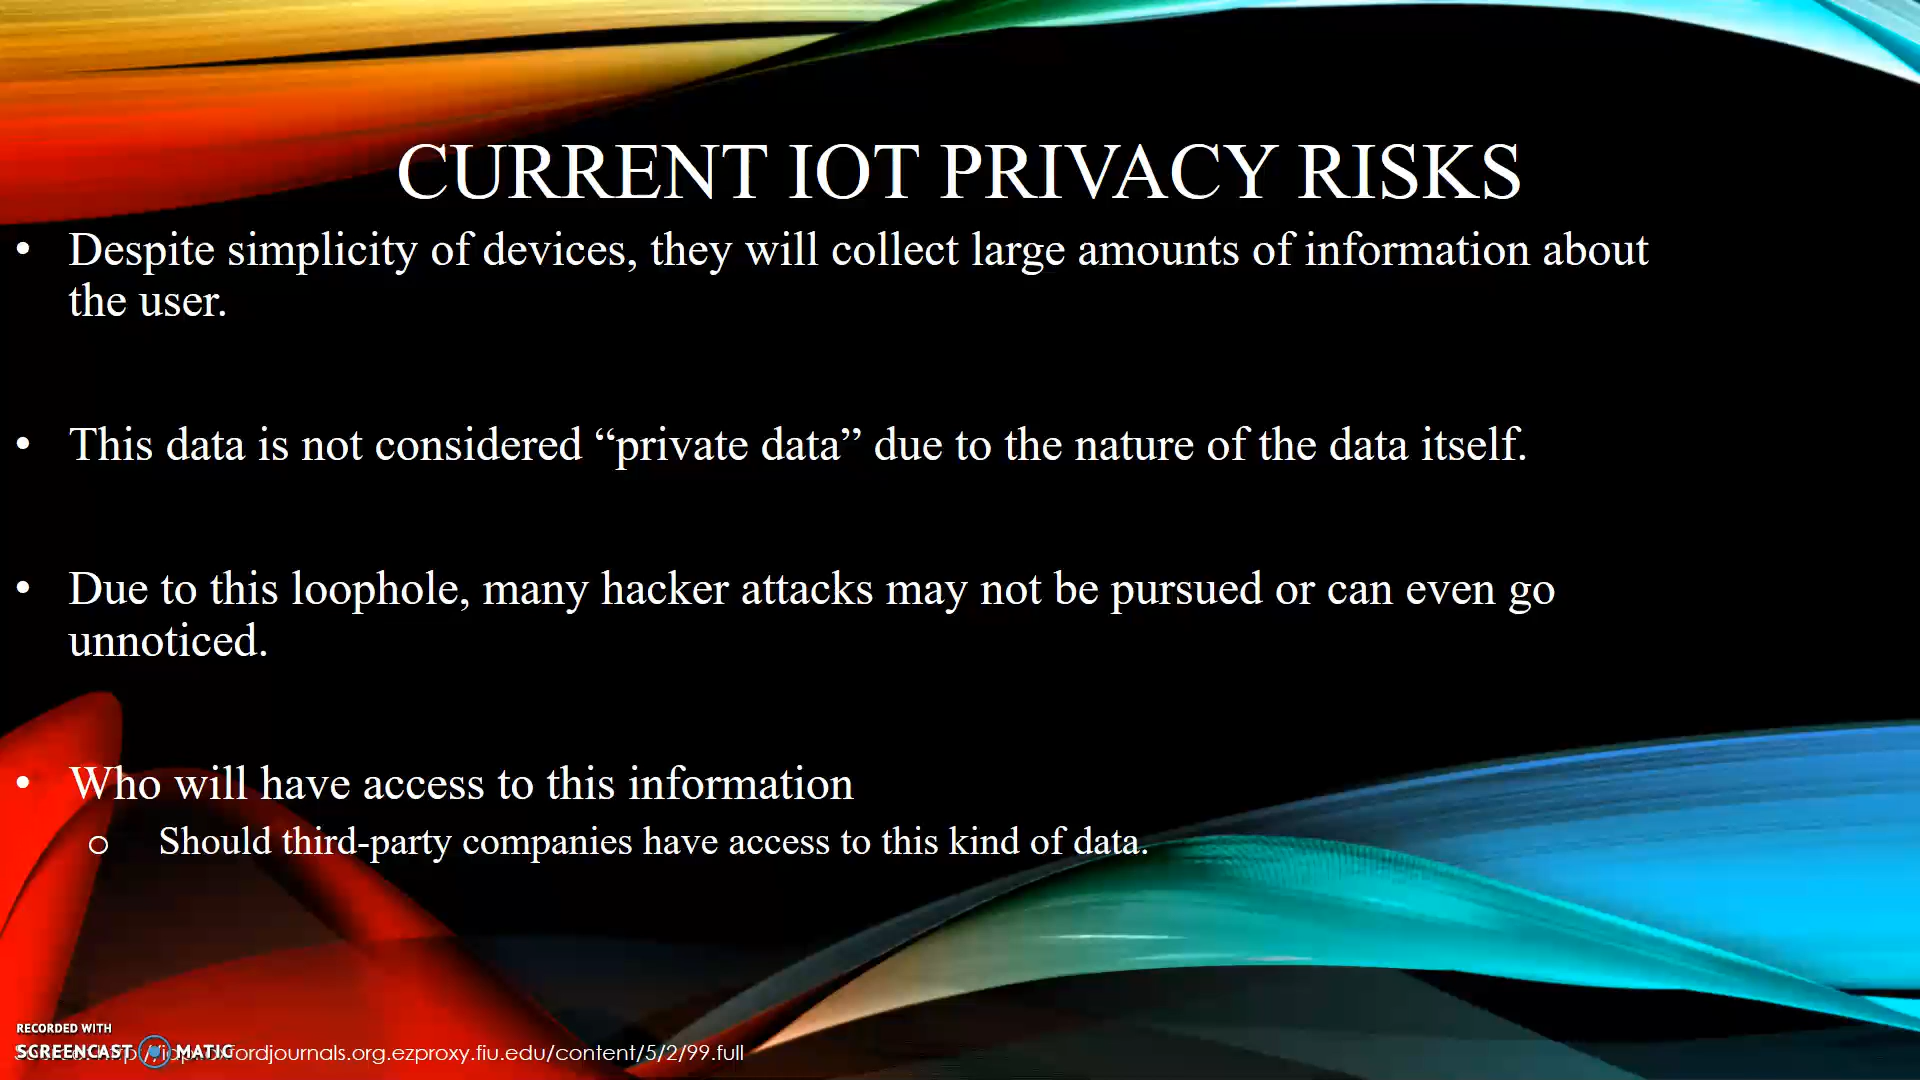 CURRENT IOT PRIVACY RISKS
• Despite simplicity of devices, they will collect large amounts of information about
the user.
• This data is not considered “private data” due to the nature of the data itself.
• Due to this loophole, many hacker attacks may not be pursued or can even go
unnoticed.
• Who will have access to this information
o Should third-party companies have access to this kind of data.
RECORDED WITH
SCREENCAST MATIC
fordjournals.org.ezproxy.fiu.edu/content/5/2/99.full